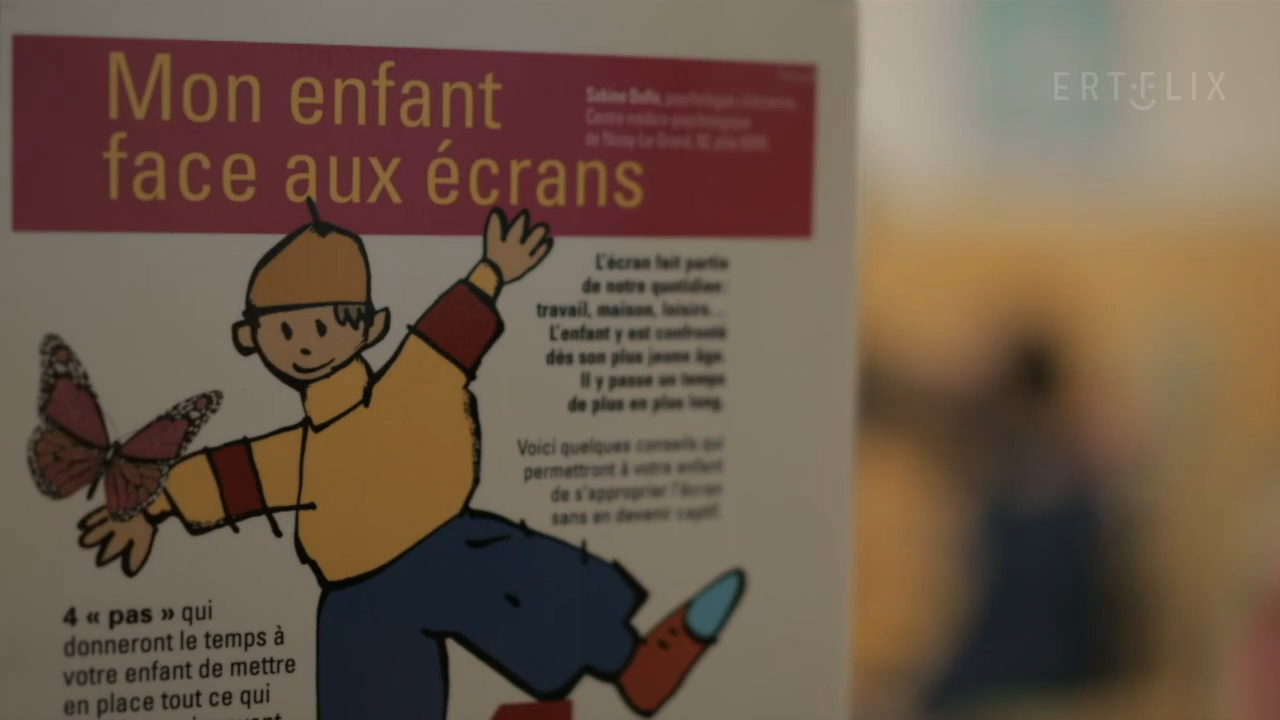 ERTFLIX
Mon enfant
face aux écrans
Sabine Duflo, psychologue clinicienne,
Centre médico-psychologique
L'écran fait partie
de notre quotidien:
travail, maison, loisirs...
L'enfant y est confronté
dès son plus jeune âge.
Il y passe un temps
de plus en plus long.
Voici quelques conseils qui
permettront à votre enfant
de s'approprier l'écran
sans en devenir captif.
4 « pas » qui
donneront le temps à
votre enfant de mettre
en place tout ce qui